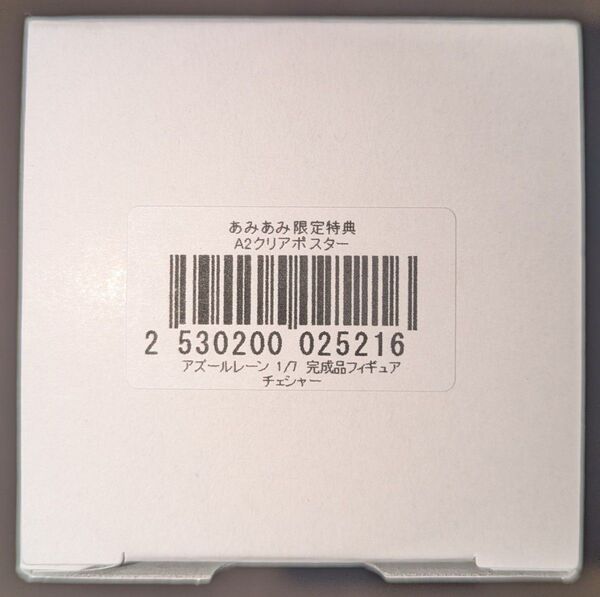 あみあみ限定特典
A2クリアポスター
2 530200 025216
アズールレーン 1/7 完成品フィギュア
チェシャー